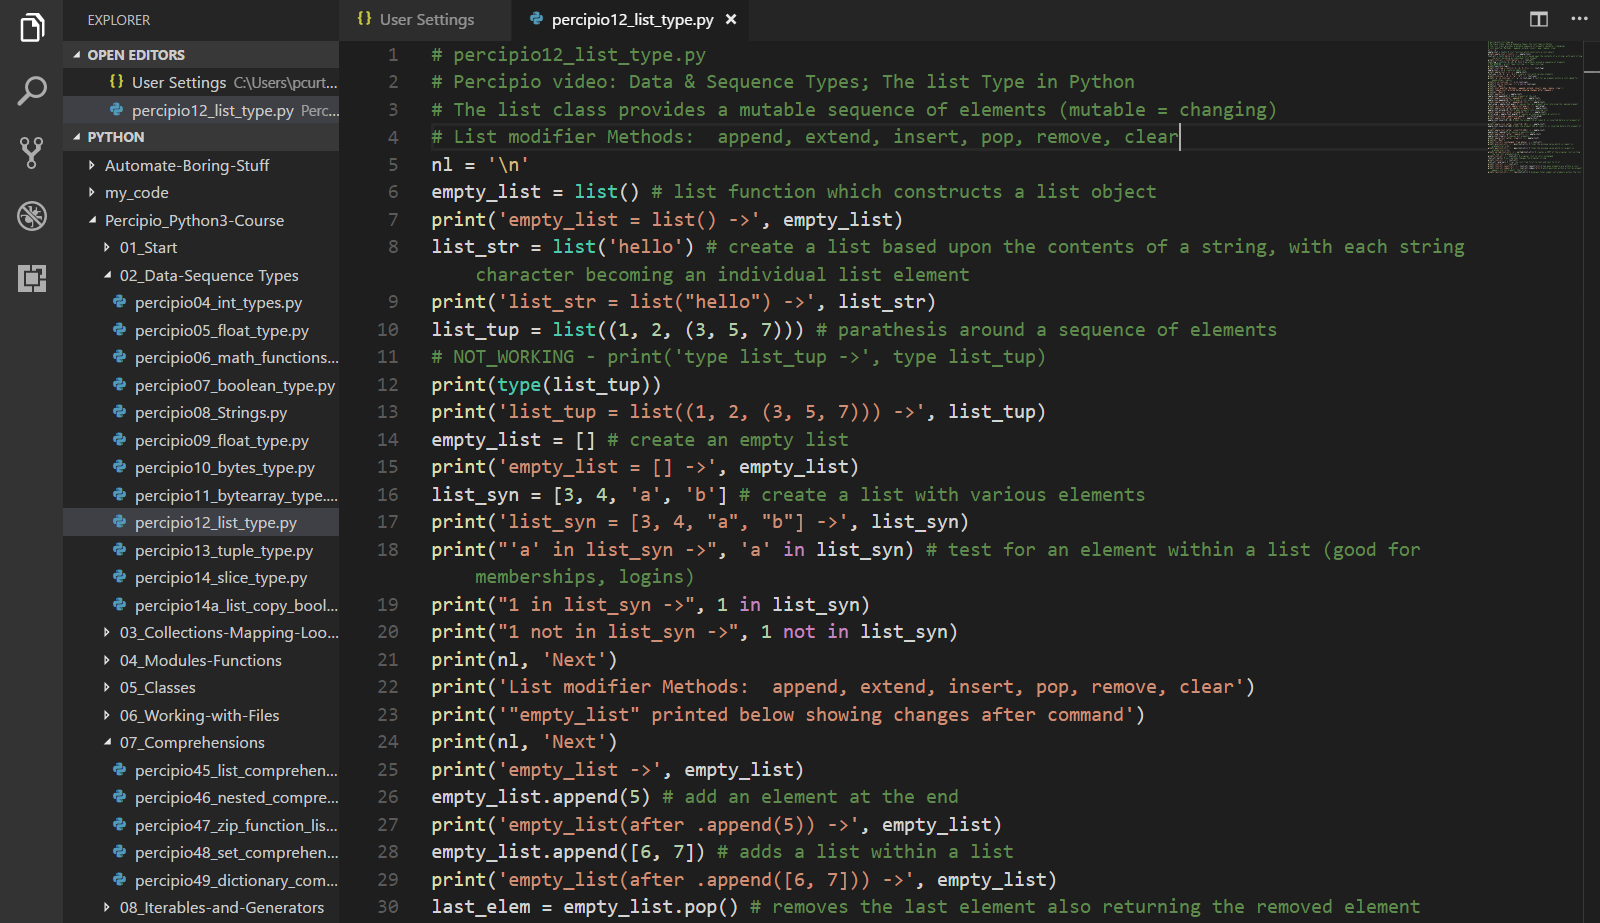 EXPLORER
OPEN EDITORS
{} User Settings C:\Users\pcurt...
percipio12_list_type.py Perc...
PYTHON
Automate-Boring-Stuff
my_code
Percipio_Python3-Course
01_Start
02_Data-Sequence Types
percipio04_int_types.py
percipio05_float_type.py
percipio06_math_functions...
percipio07_boolean_type.py
percipio08_Strings.py
percipio09_float_type.py
percipio10_bytes_type.py
percipio11_bytearray_type....
percipio12_list_type.py
percipio13_tuple_type.py
percipio14_slice_type.py
percipio14a_list_copy_bool...
03_Collections-Mapping-Loo...
04_Modules-Functions
05_Classes
06_Working-with-Files
07_Comprehensions
percipio45_list_comprehen...
percipio46_nested_compre...
percipio47_zip_function_lis...
percipio48_set_comprehen...
percipio49_dictionary_com...
08_Iterables-and-Generators
{} User Settings
percipio12_list_type.py ×
1 # percipio12_list_type.py
2 # Percipio video: Data & Sequence Types; The list Type in Python
3 # The list class provides a mutable sequence of elements (mutable = changing)
4 # List modifier Methods:  append, extend, insert, pop, remove, clear
5 nl = '\n'
6 empty_list = list() # list function which constructs a list object
7 print('empty_list = list() ->', empty_list)
8 list_str = list('hello') # create a list based upon the contents of a string, with each string
character becoming an individual list element
9 print('list_str = list("hello") ->', list_str)
10 list_tup = list((1, 2, (3, 5, 7))) # parathesis around a sequence of elements
11 # NOT_WORKING - print('type list_tup ->', type list_tup)
12 print(type(list_tup))
13 print('list_tup = list((1, 2, (3, 5, 7))) ->', list_tup)
14 empty_list = [] # create an empty list
15 print('empty_list = [] ->', empty_list)
16 list_syn = [3, 4, 'a', 'b'] # create a list with various elements
17 print('list_syn = [3, 4, "a", "b"] ->', list_syn)
18 print("'a' in list_syn ->", 'a' in list_syn) # test for an element within a list (good for
memberships, logins)
19 print("1 in list_syn ->", 1 in list_syn)
20 print("1 not in list_syn ->", 1 not in list_syn)
21 print(nl, 'Next')
22 print('List modifier Methods:  append, extend, insert, pop, remove, clear')
23 print('"empty_list" printed below showing changes after command')
24 print(nl, 'Next')
25 print('empty_list ->', empty_list)
26 empty_list.append(5) # add an element at the end
27 print('empty_list(after .append(5)) ->', empty_list)
28 empty_list.append([6, 7]) # adds a list within a list
29 print('empty_list(after .append([6, 7])) ->', empty_list)
30 last_elem = empty_list.pop() # removes the last element also returning the removed element